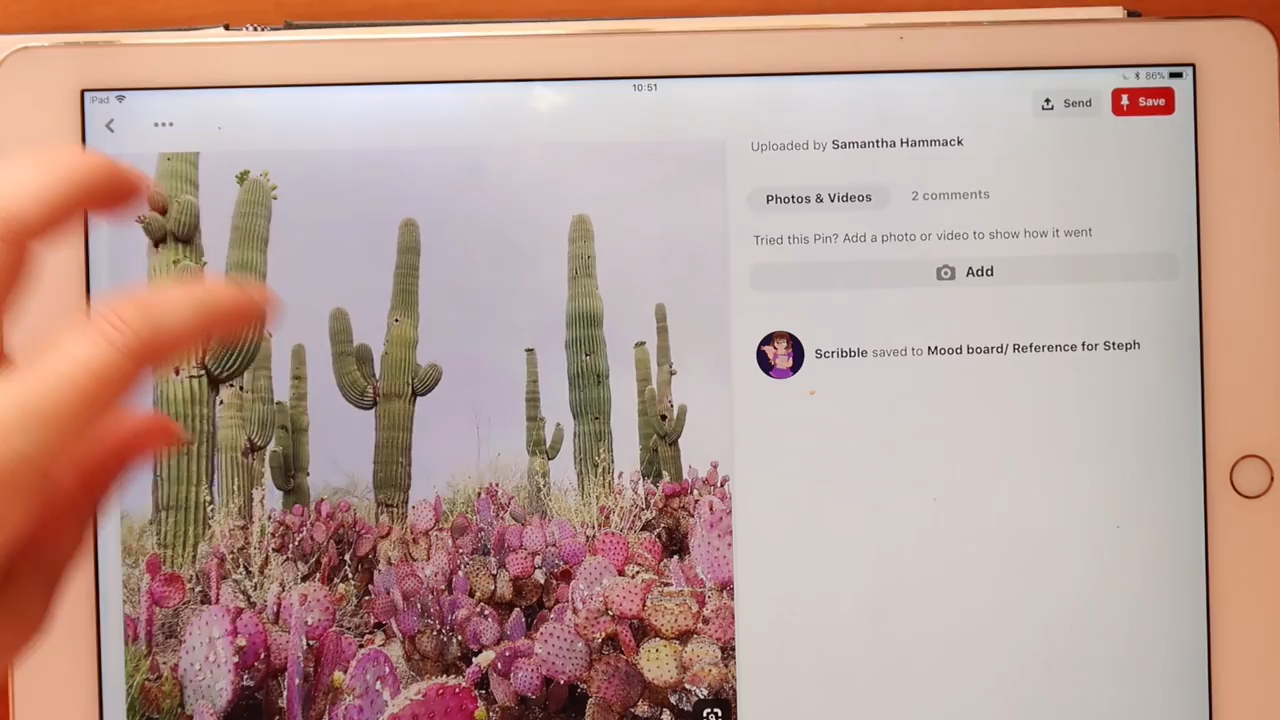 iPad
10:51
86%
Send
Save
Uploaded by Samantha Hammack
Photos & Videos
2 comments
Tried this Pin? Add a photo or video to show how it went
Add
Scribble saved to Mood board/ Reference for Steph